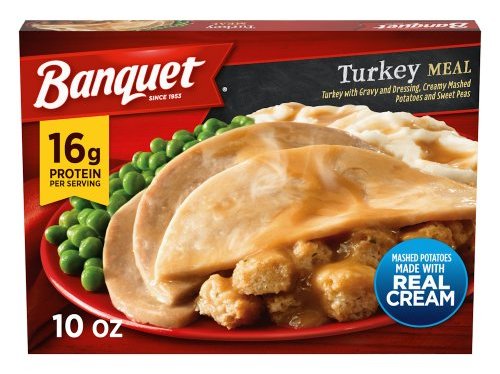 Banquet®
SINCE 1953
Turkey MEAL
Turkey with Gravy and Dressing, Creamy Mashed
Potatoes and Sweet Peas
16g
PROTEIN
PER SERVING
MASHED POTATOES
MADE WITH
REAL
CREAM
10 oz